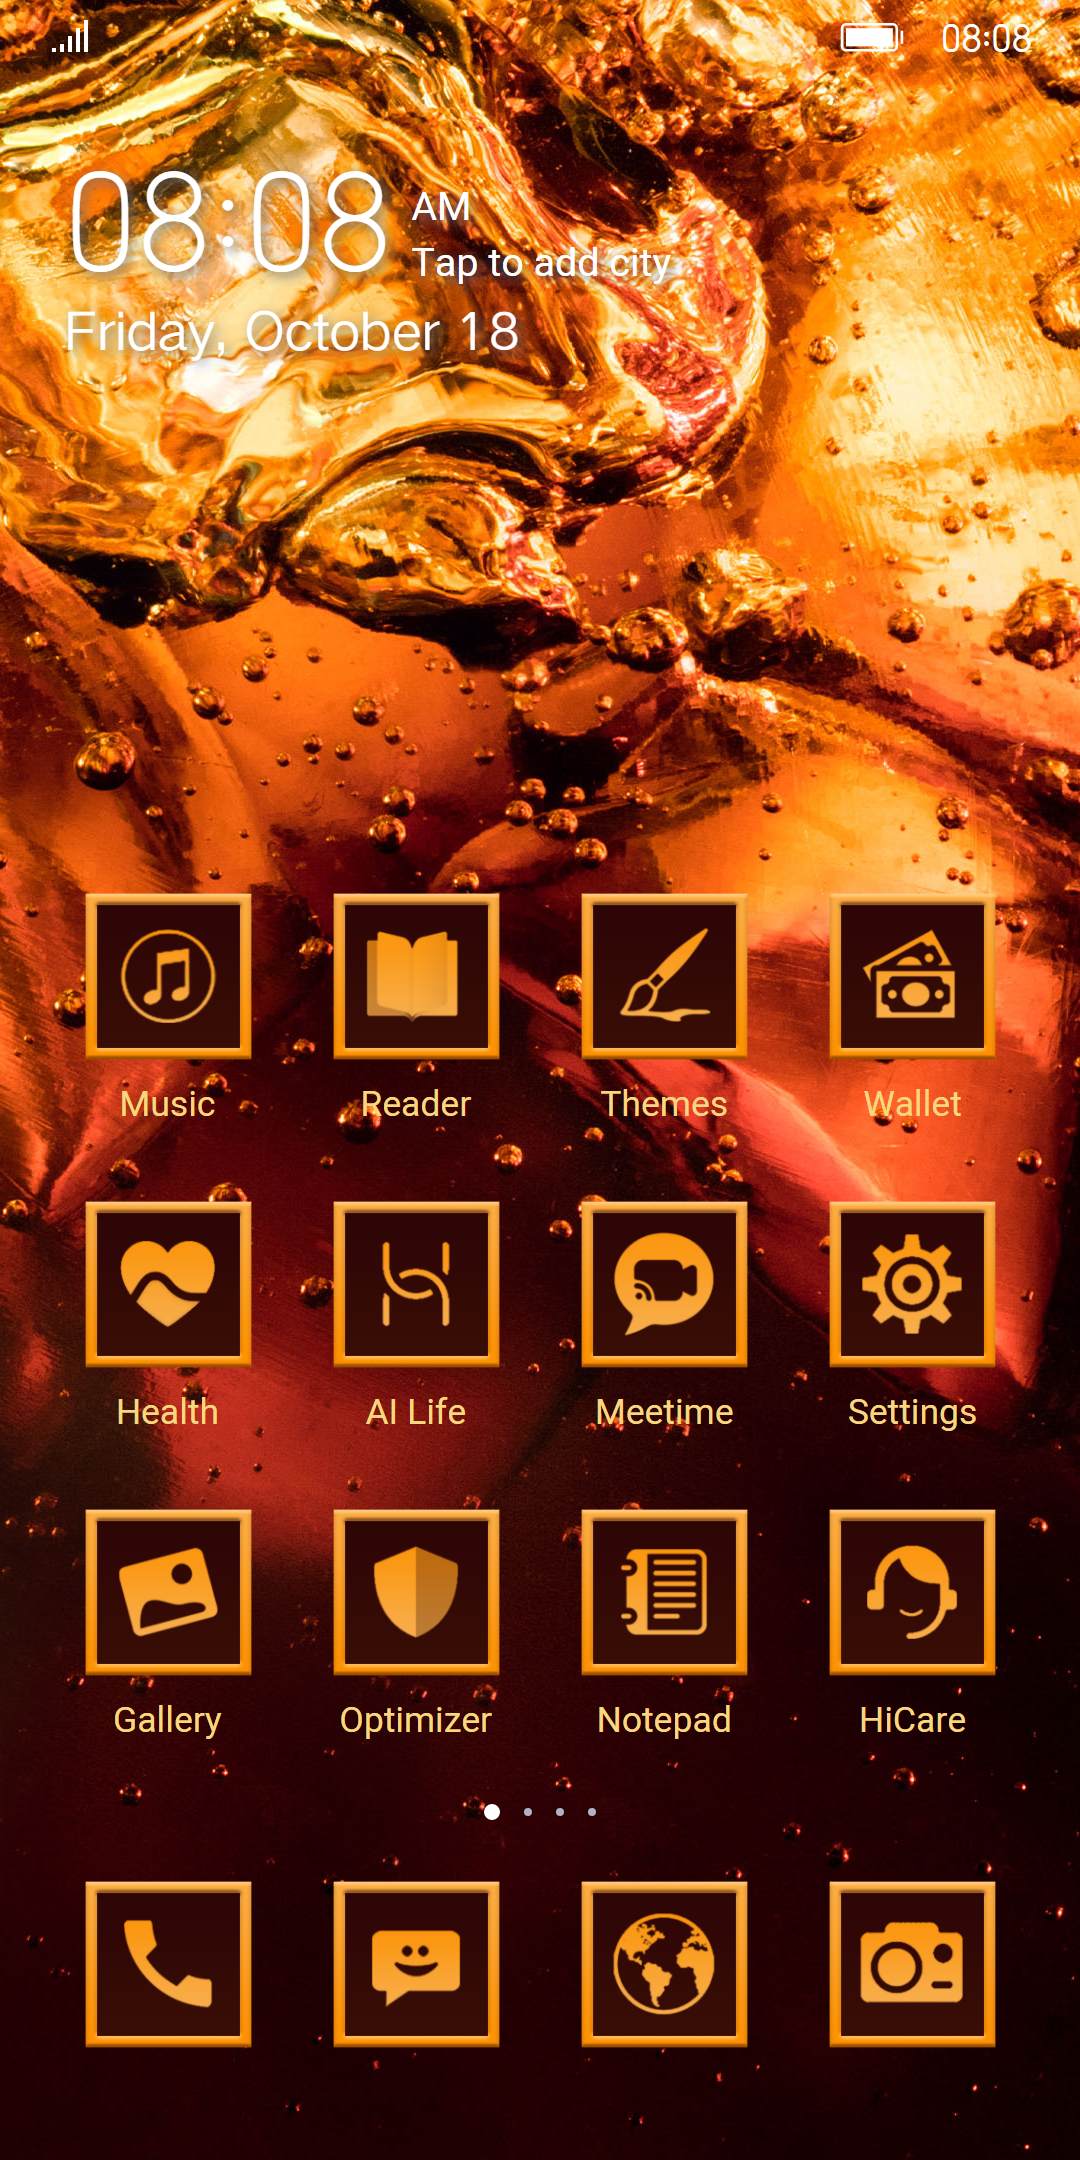 08:08
08:08 AM
Tap to add city
Friday, October 18
Music Reader Themes Wallet
Health AI Life Meetime Settings
Gallery Optimizer Notepad HiCare